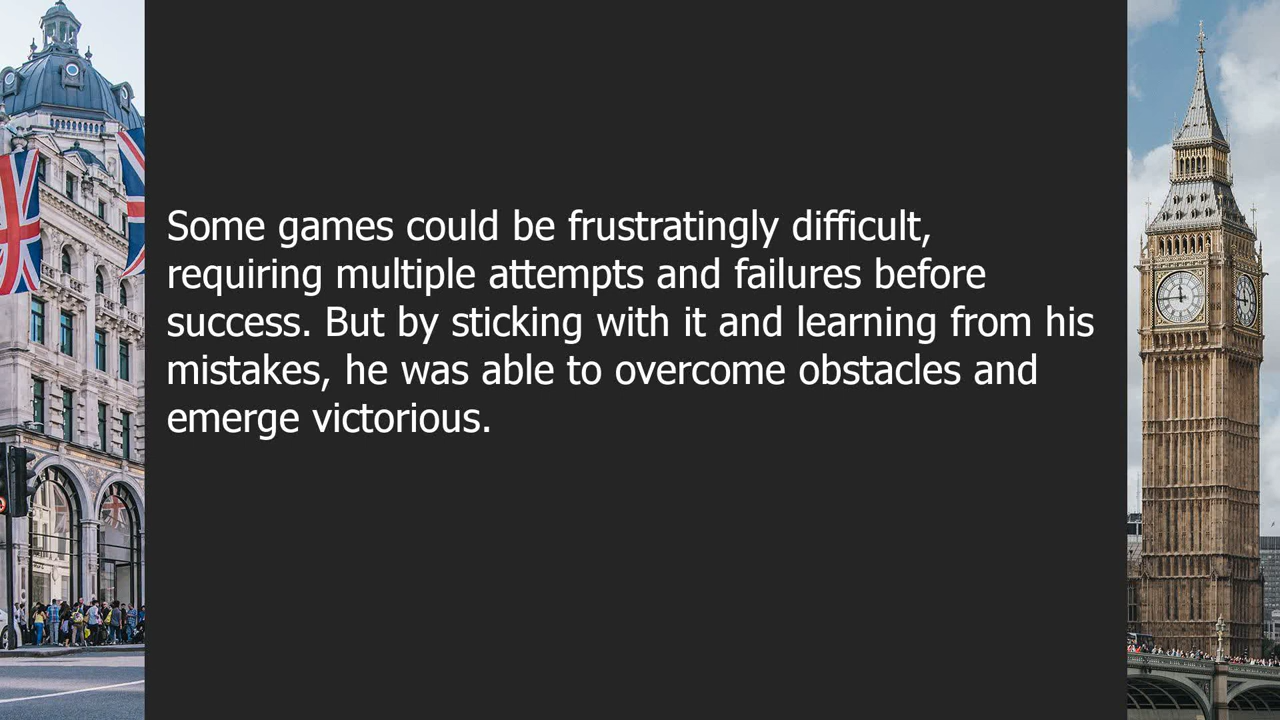 Some games could be frustratingly difficult,
requiring multiple attempts and failures before
success. But by sticking with it and learning from his
mistakes, he was able to overcome obstacles and
emerge victorious.